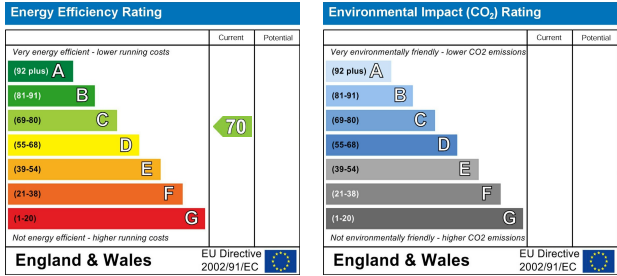 Energy Efficiency Rating
Current Potential
Very energy efficient - lower running costs
(92 plus) A
(81-91) B
(69-80) C
70
(55-68) D
(39-54) E
(21-38) F
(1-20) G
Not energy efficient - higher running costs
England & Wales
EU Directive
2002/91/EC
Environmental Impact (CO2) Rating
Current Potential
Very environmentally friendly - lower CO2 emissions
(92 plus) A
(81-91) B
(69-80) C
(55-68) D
(39-54) E
(21-38) F
(1-20) G
Not environmentally friendly - higher CO2 emissions
England & Wales
EU Directive
2002/91/EC